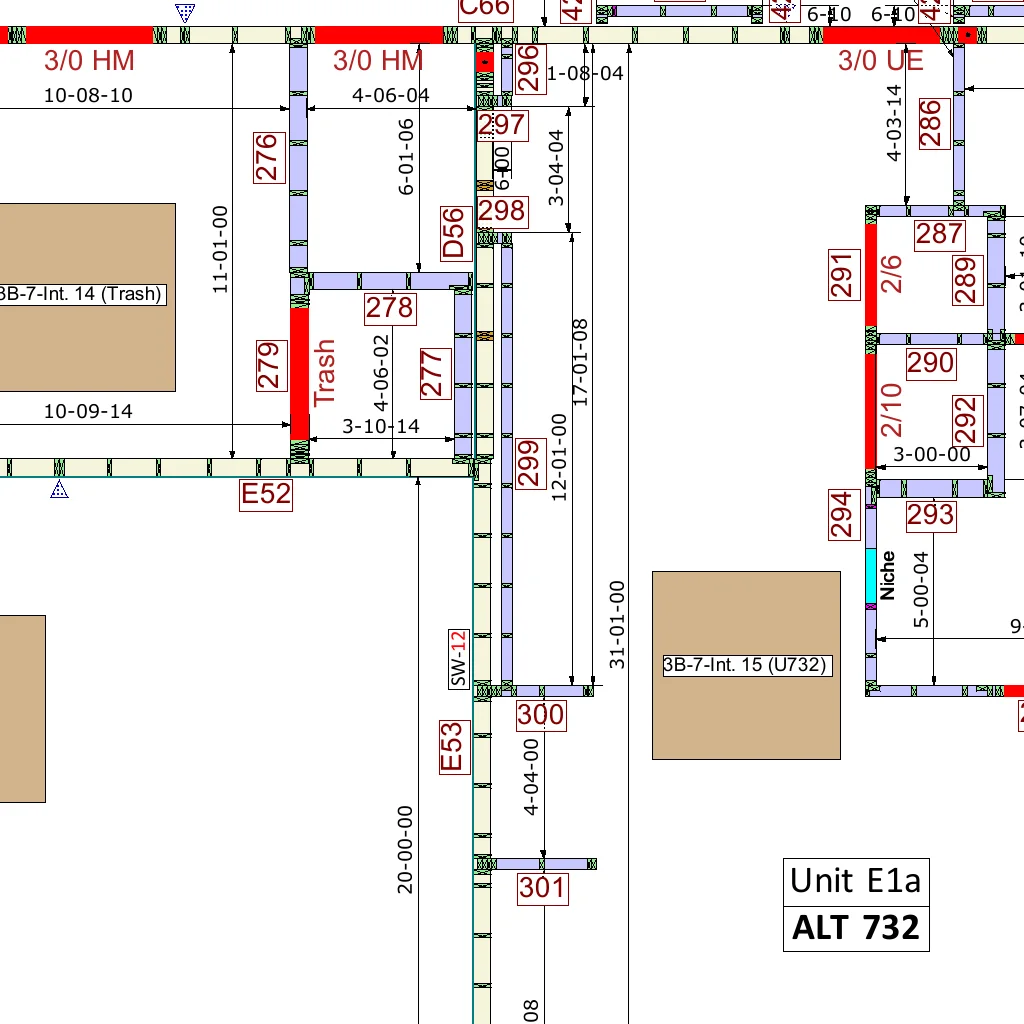 C66
6-10
6-10
3/0 HM
3/0 HM
296
1-08-04
3/0 UE
10-08-10
4-06-04
297
4-03-14
286
276
6-01-06
6-00
3-04-04
298
11-01-00
D56
287
291
2/6
289
3B-7-Int. 14 (Trash)
278
279
Trash
4-06-02
277
17-01-08
290
10-09-14
3-10-14
2/10
292
3-00-00
12-01-00
299
E52
294
293
Niche
5-00-04
31-01-00
SW-12
3B-7-Int. 15 (U732)
300
E53
4-04-00
20-00-00
301
Unit E1a
ALT 732
08